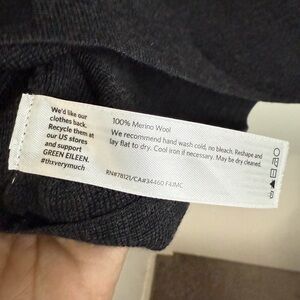 We'd like our
clothes back.
Recycle them at
our US stores
and support
GREEN EILEEN.
#thxverymuch
100% Merino Wool
We recommend hand wash cold, no bleach. Reshape and
lay flat to dry. Cool iron if necessary. May be dry cleaned.
RN#78121/CA#34460 F4JMC